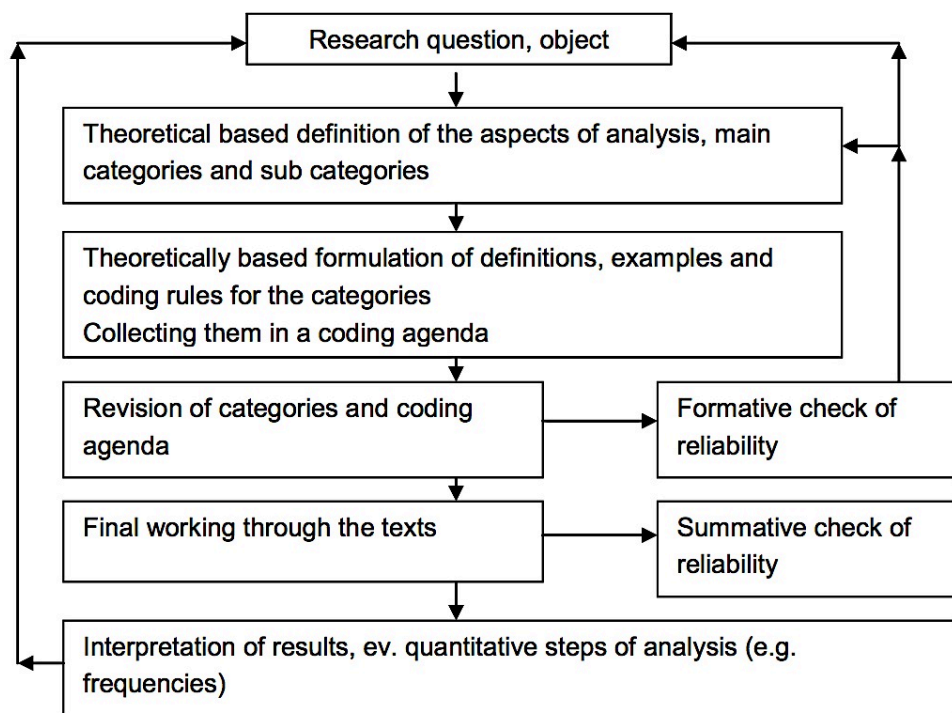 Research question, object
Theoretical based definition of the aspects of analysis, main
categories and sub categories
Theoretically based formulation of definitions, examples and
coding rules for the categories
Collecting them in a coding agenda
Revision of categories and coding
agenda
Formative check of
reliability
Final working through the texts
Summative check of
reliability
Interpretation of results, ev. quantitative steps of analysis (e.g.
frequencies)